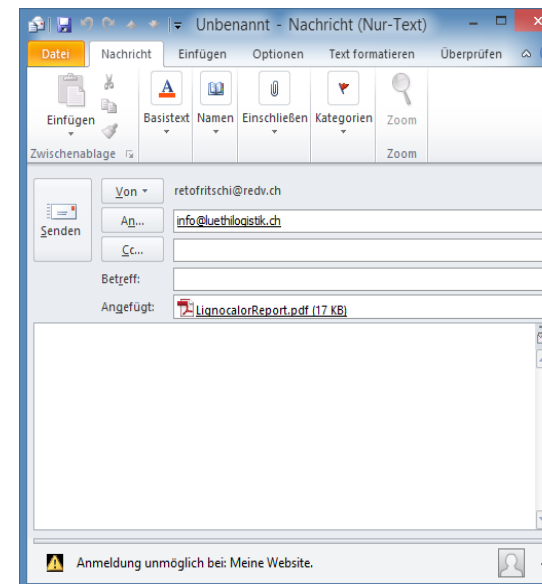 Unbenannt - Nachricht (Nur-Text)
Datei Nachricht Einfügen Optionen Text formatieren Überprüfen
Einfügen Basistext Namen Einschließen Kategorien Zoom
Zwischenablage Zoom
Von retofritschi@redv.ch
Senden
An... info@luethilogistik.ch
Cc...
Betreff:
Angefügt: LignocalorReport.pdf (17 KB)
Anmeldung unmöglich bei: Meine Website.